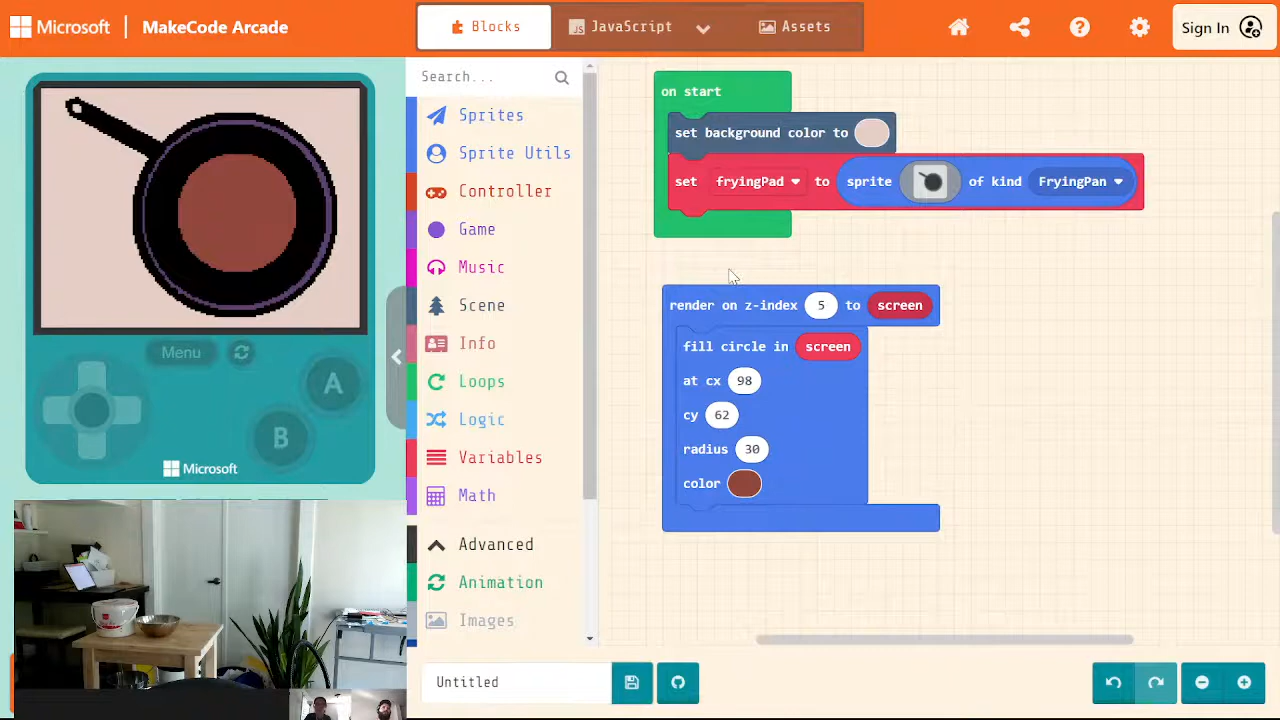 Microsoft | MakeCode Arcade
Blocks
JavaScript
Assets
Sign In
Menu
A
B
Microsoft
Search...
Sprites
Sprite Utils
Controller
Game
Music
Scene
Info
Loops
Logic
Variables
Math
Advanced
Animation
Images
on start
set background color to
set fryingPad to sprite of kind FryingPan
render on z-index 5 to screen
fill circle in screen
at cx 98
cy 62
radius 30
color
Untitled